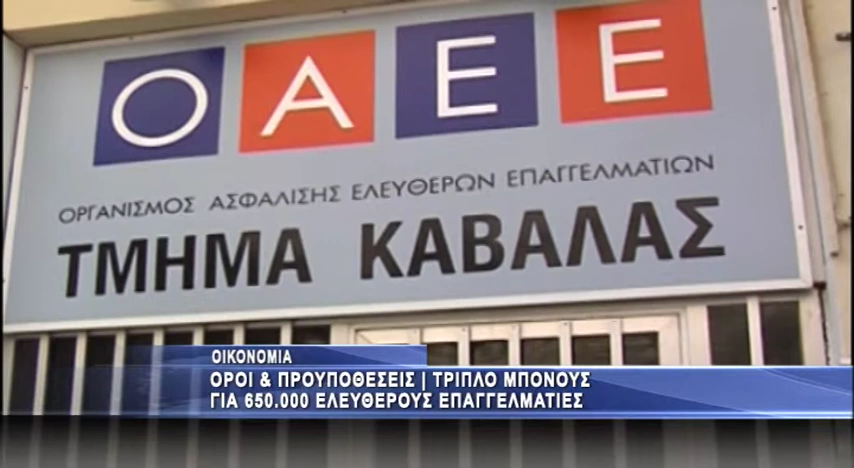 ΟΑΕΕ
ΟΡΓΑΝΙΣΜΟΣ ΑΣΦΑΛΙΣΗΣ ΕΛΕΥΘΕΡΩΝ ΕΠΑΓΓΕΛΜΑΤΙΩΝ
ΤΜΗΜΑ ΚΑΒΑΛΑΣ
ΟΙΚΟΝΟΜΙΑ
ΟΡΟΙ & ΠΡΟΥΠΟΘΕΣΕΙΣ | ΤΡΙΠΛΟ ΜΠΟΝΟΥΣ
ΓΙΑ 650.000 ΕΛΕΥΘΕΡΟΥΣ ΕΠΑΓΓΕΛΜΑΤΙΕΣ